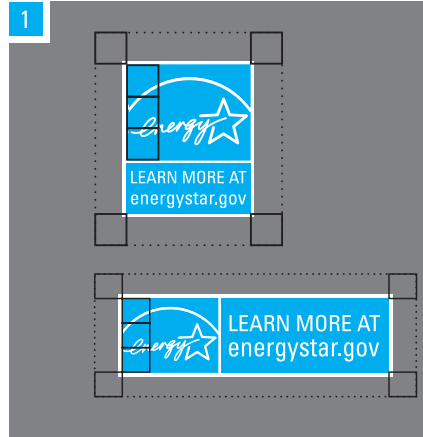 1
energy
LEARN MORE AT
energystar.gov
energy
LEARN MORE AT
energystar.gov